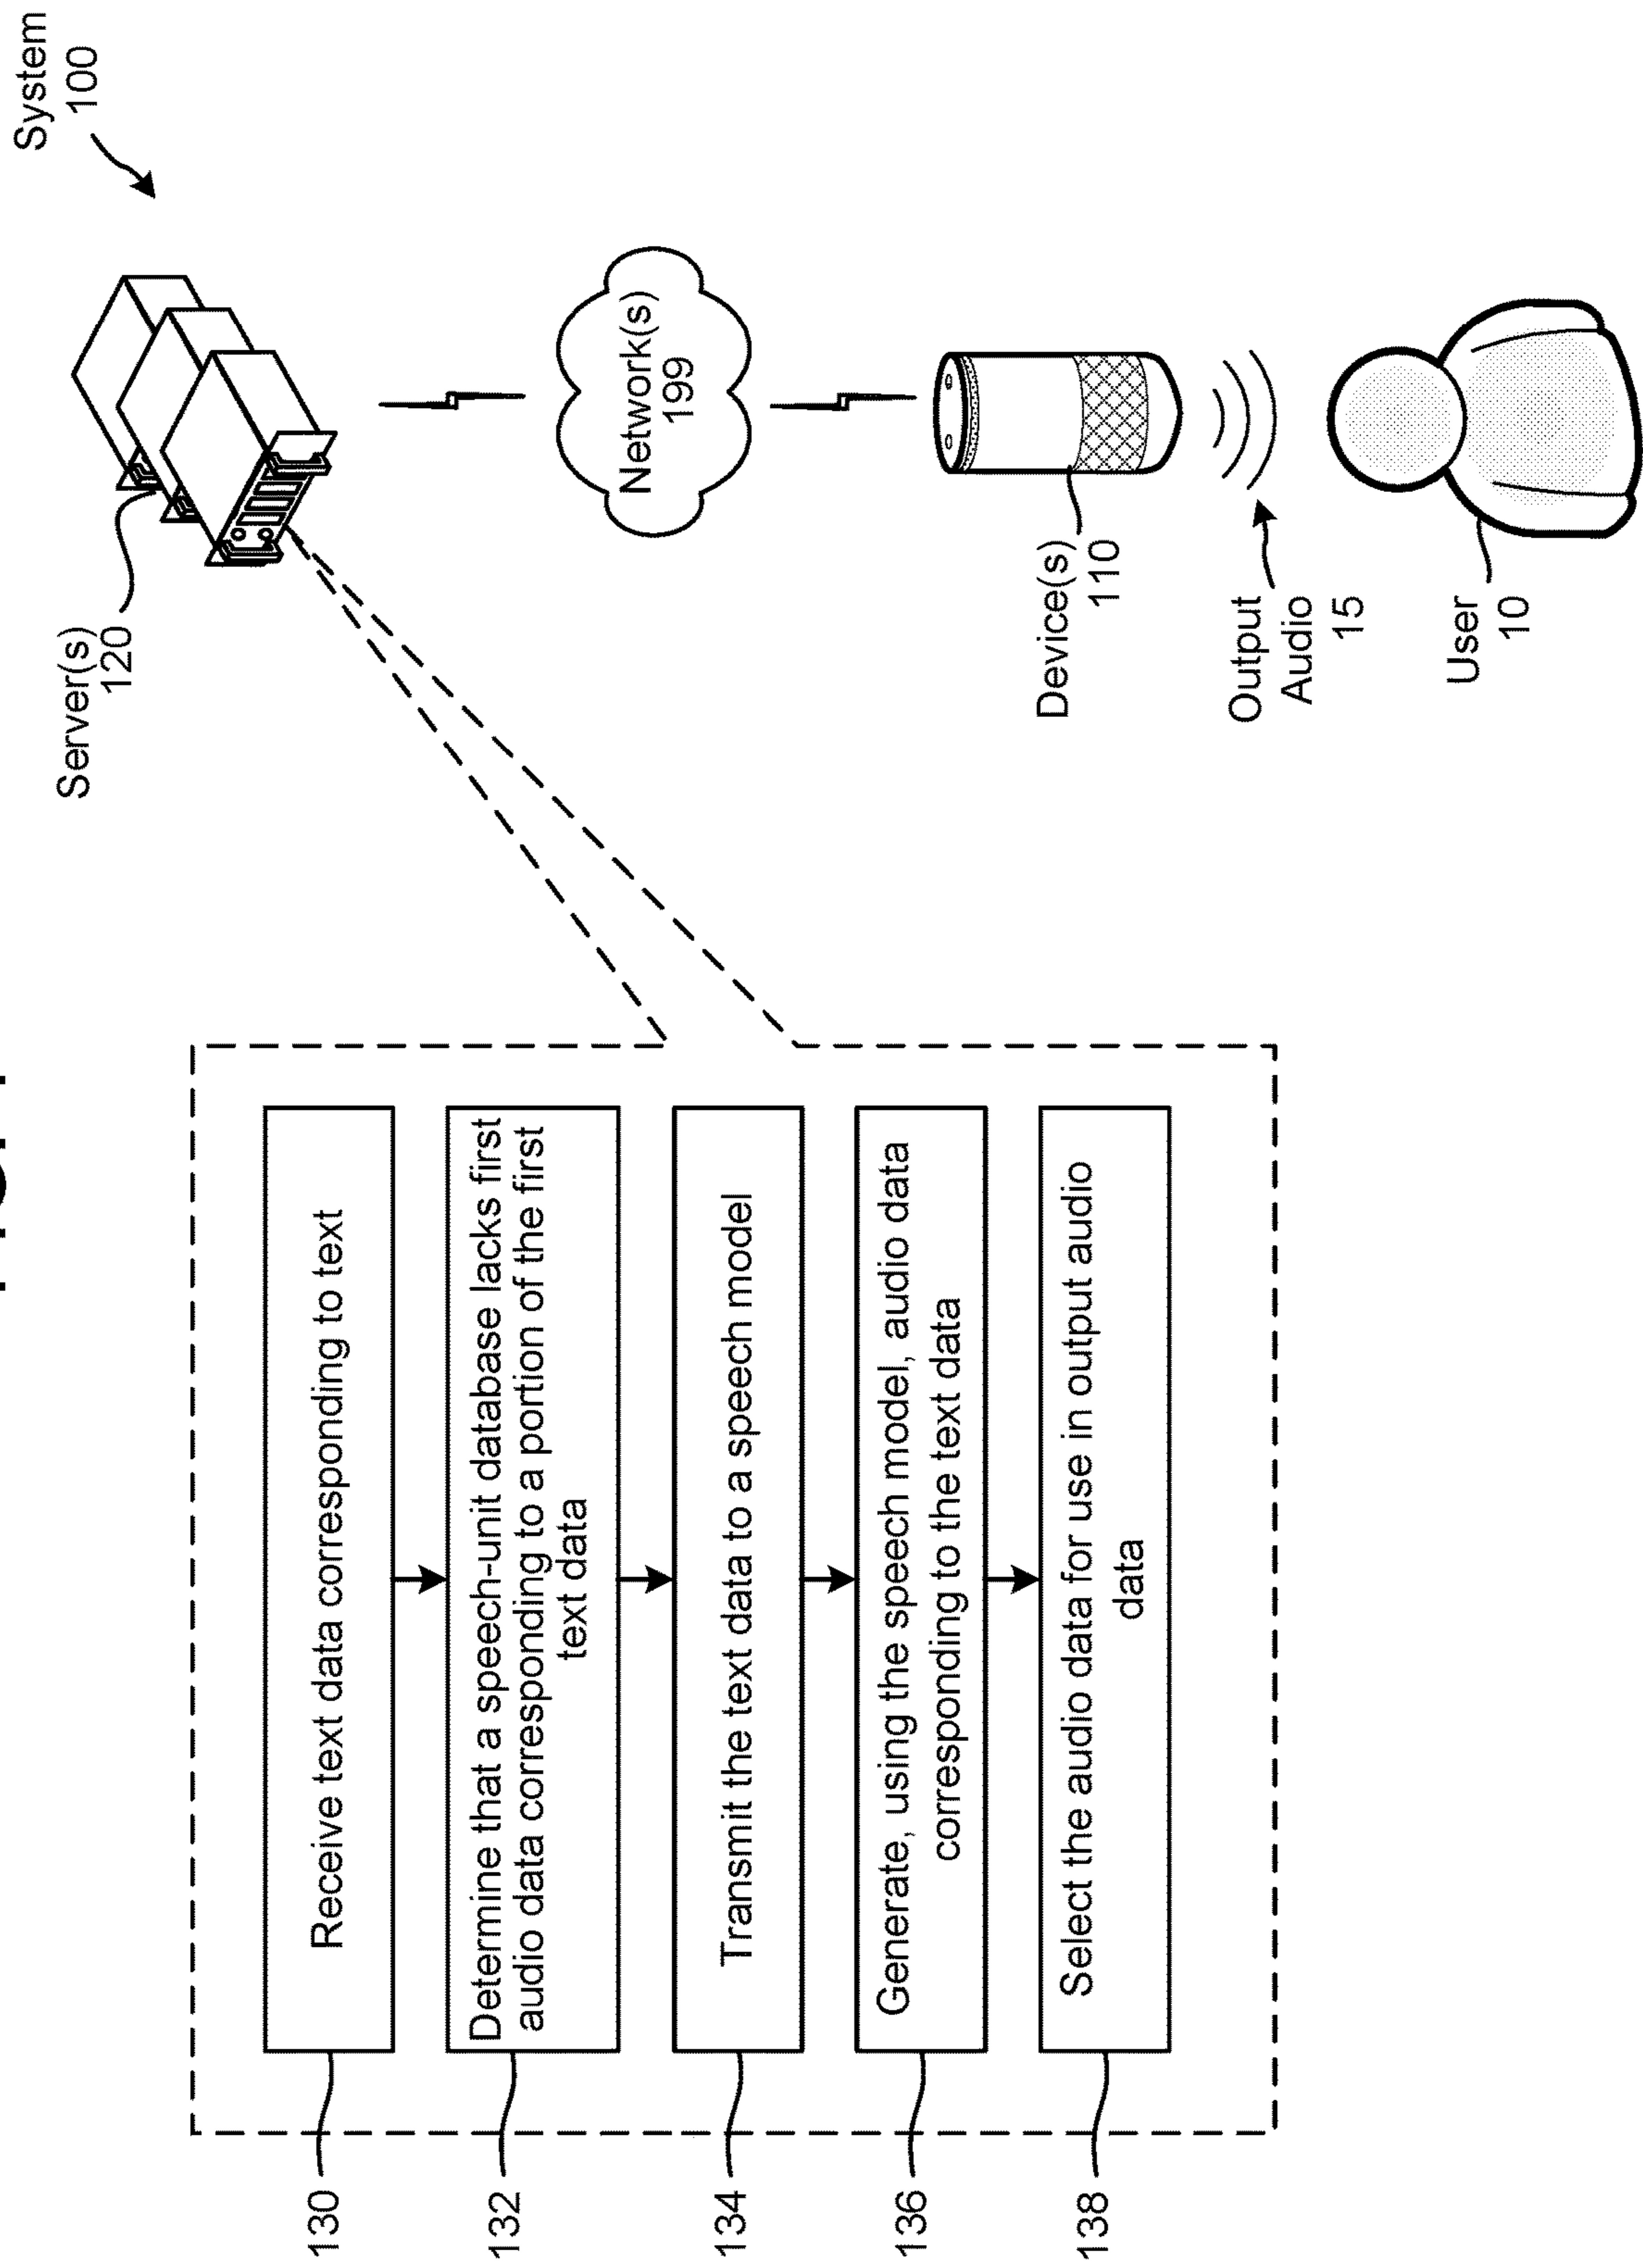 System
100
Server(s)
120
Network(s)
199
Device(s)
110
Output
Audio
15
User
10
130
Receive text data corresponding to text
132
Determine that a speech-unit database lacks first
audio data corresponding to a portion of the first
text data
134
Transmit the text data to a speech model
136
Generate, using the speech model, audio data
corresponding to the text data
138
Select the audio data for use in output audio
data